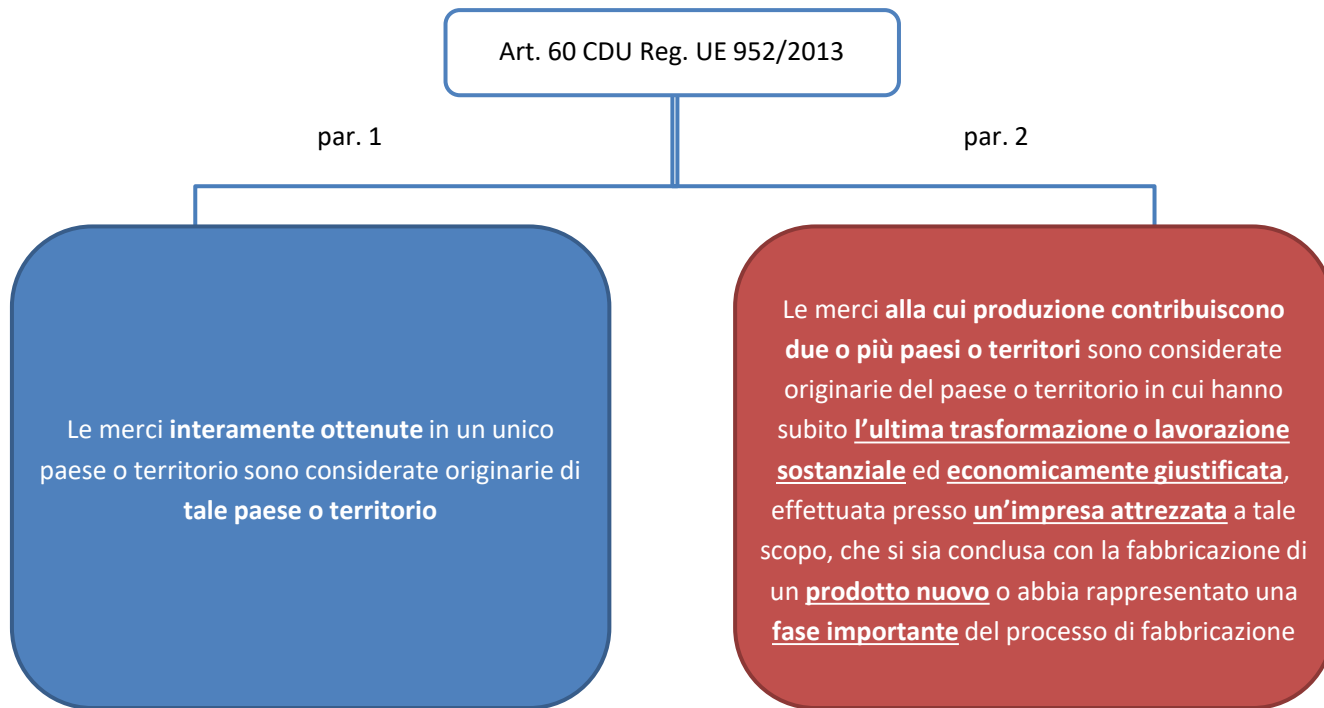 Art. 60 CDU Reg. UE 952/2013
par. 1
par. 2
Le merci interamente ottenute in un unico
paese o territorio sono considerate originarie di
tale paese o territorio
Le merci alla cui produzione contribuiscono
due o più paesi o territori sono considerate
originarie del paese o territorio in cui hanno
subito l’ultima trasformazione o lavorazione
sostanziale ed economicamente giustificata,
effettuata presso un’impresa attrezzata a tale
scopo, che si sia conclusa con la fabbricazione di
un prodotto nuovo o abbia rappresentato una
fase importante del processo di fabbricazione